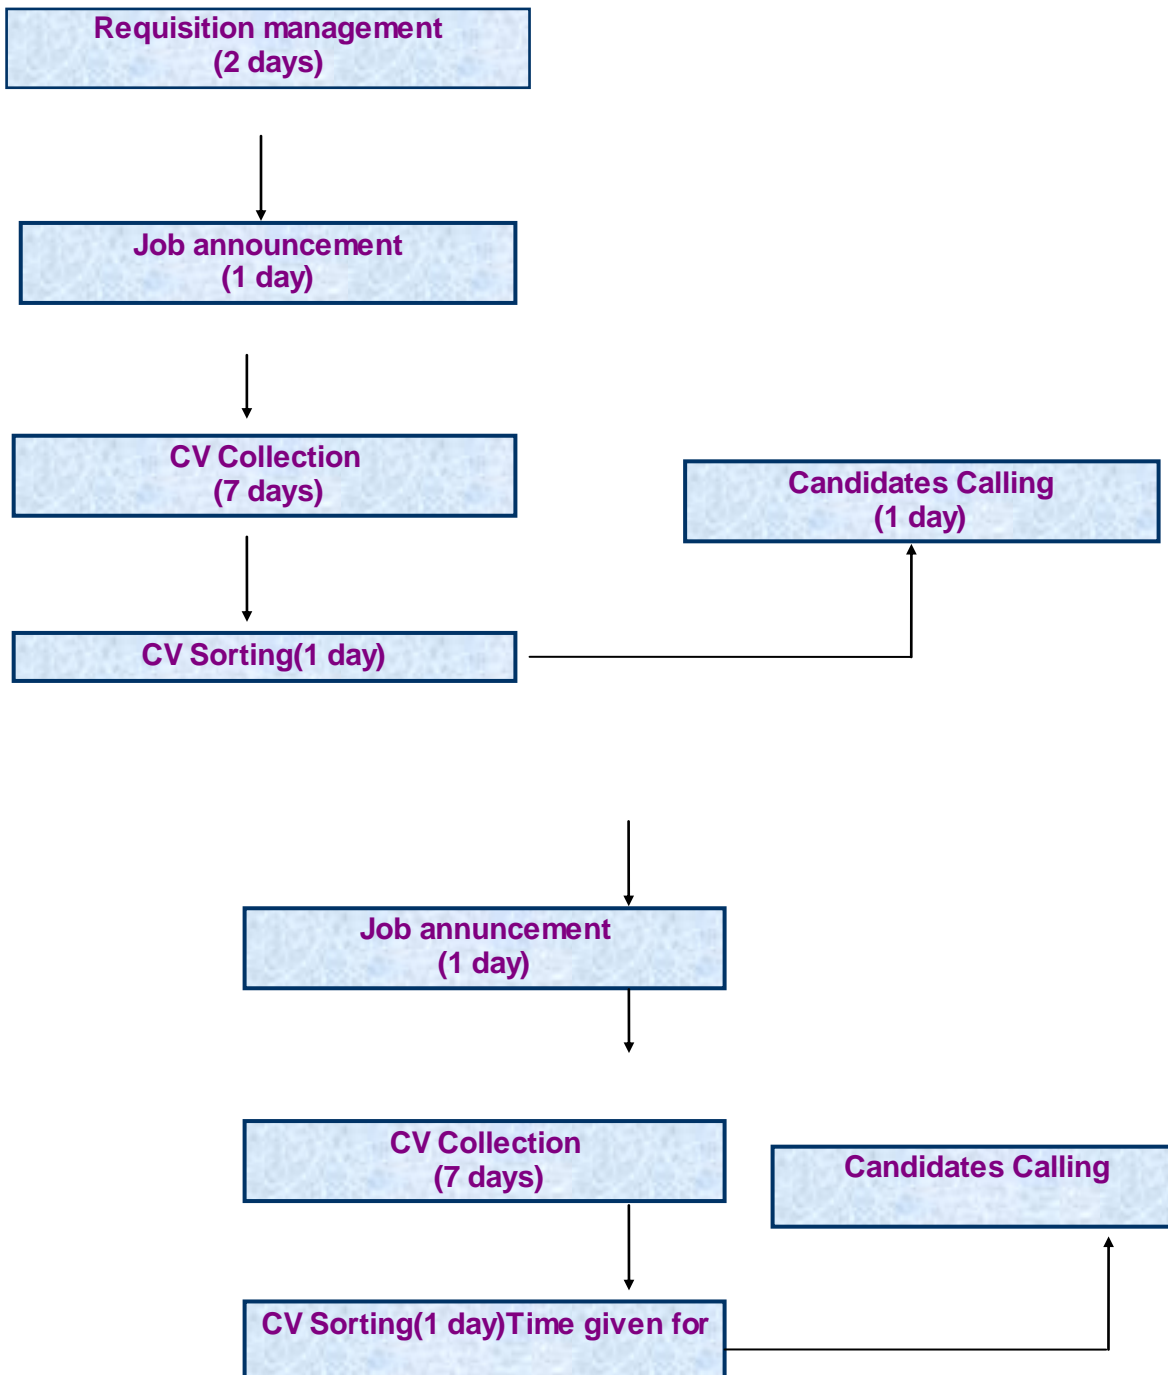 Requisition management
(2 days)
Job announcement
(1 day)
CV Collection
(7 days)
Candidates Calling
(1 day)
CV Sorting(1 day)
Job annuncement
(1 day)
CV Collection
(7 days)
Candidates Calling
CV Sorting(1 day)Time given for